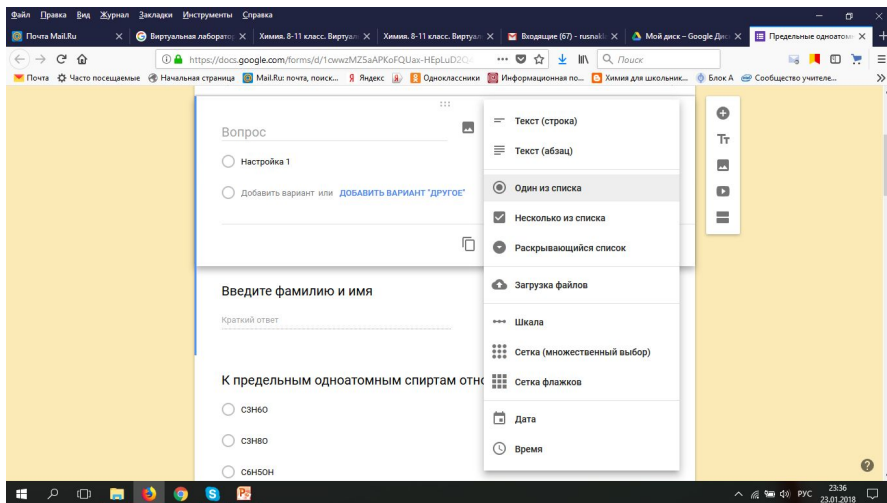 Файл Правка Вид Журнал Закладки Инструменты Справка
Почта Mail.Ru
Виртуальная лаборатор
Химия. 8-11 класс. Виртуал
Химия. 8-11 класс. Виртуал
Входящие (67) - rusnak
Мой диск – Google Дис
Предельные одноатом
https://docs.google.com/forms/d/1cwwzMZ5aAPKoFQUax-HEpLuD2Q
Поиск
Почта Часто посещаемые Начальная страница Mail.Ru: почта, поиск... Яндекс Одноклассники Информационная по... Химия для школьник... Блок А Сообщество учителе...
Вопрос
Настройка 1
Добавить вариант или ДОБАВИТЬ ВАРИАНТ "ДРУГОЕ"
Текст (строка)
Текст (абзац)
Один из списка
Несколько из списка
Раскрывающийся список
Загрузка файлов
Шкала
Сетка (множественный выбор)
Сетка флажков
Дата
Время
Введите фамилию и имя
Краткий ответ
К предельным одноатомным спиртам отно
C3H6O
C3H8O
C6H5OH
РУС
23:36
23.01.2018